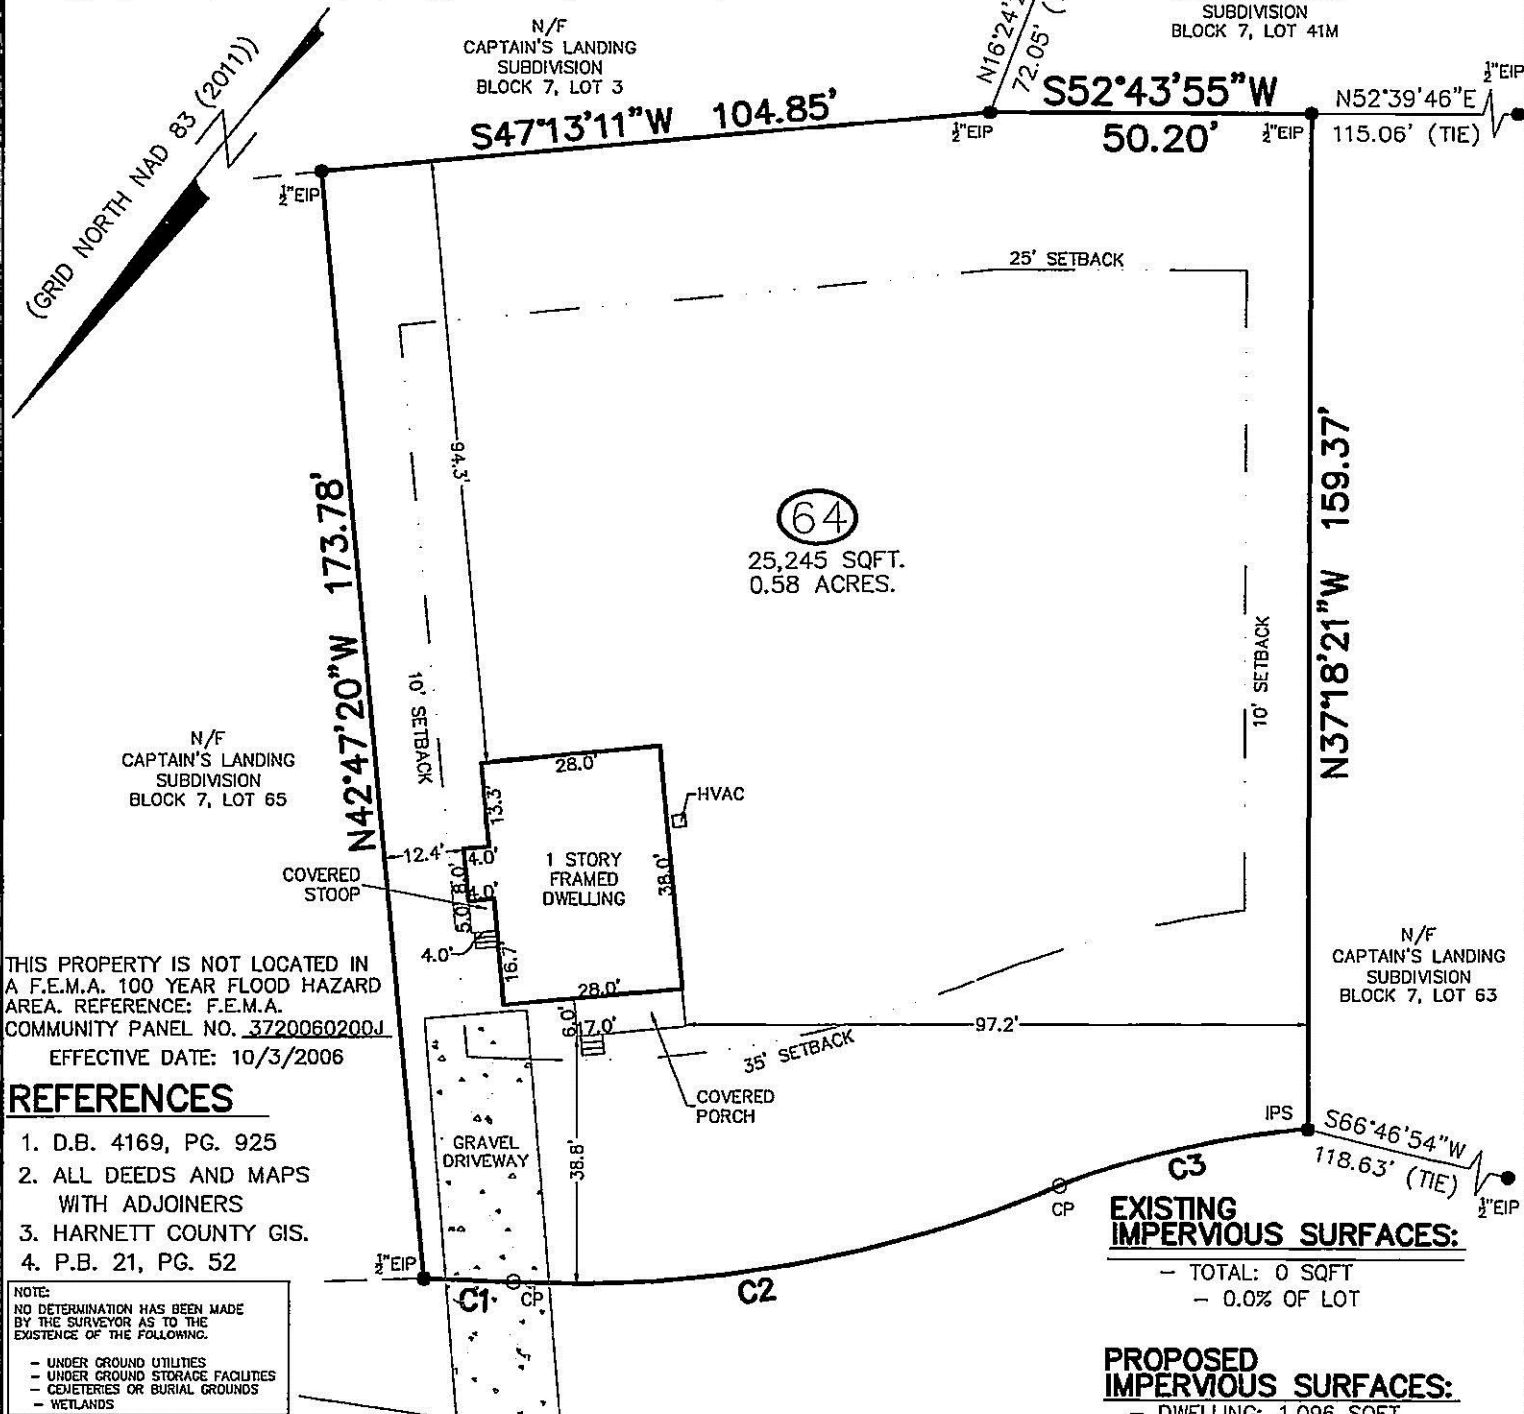 N/F
CAPTAIN'S LANDING
SUBDIVISION
BLOCK 7, LOT 3
SUBDIVISION
BLOCK 7, LOT 41M
72.05'
S47°13'11"W 104.85'
S52°43'55"W
50.20'
N52°39'46"E
115.06' (TIE)
½"EIP
½"EIP
½"EIP
½"EIP
(GRID NORTH NAD 83 (2011))
25' SETBACK
94.3'
N42°47'20"W 173.78'
64
25,245 SQFT.
0.58 ACRES.
N37°18'21"W 159.37'
10' SETBACK
10' SETBACK
N/F
CAPTAIN'S LANDING
SUBDIVISION
BLOCK 7, LOT 65
28.0'
13.3'
HVAC
12.4'
4.0'
8.0'
4.0'
5.0'
4.0'
16.7'
1 STORY
FRAMED
DWELLING
38.0'
COVERED
STOOP
28.0'
6.0'
17.0'
97.2'
35' SETBACK
COVERED
PORCH
N/F
CAPTAIN'S LANDING
SUBDIVISION
BLOCK 7, LOT 63
THIS PROPERTY IS NOT LOCATED IN
A F.E.M.A. 100 YEAR FLOOD HAZARD
AREA. REFERENCE: F.E.M.A.
COMMUNITY PANEL NO. 3720060200J
EFFECTIVE DATE: 10/3/2006
REFERENCES
1. D.B. 4169, PG. 925
2. ALL DEEDS AND MAPS
WITH ADJOINERS
3. HARNETT COUNTY GIS.
4. P.B. 21, PG. 52
GRAVEL
DRIVEWAY
38.8'
IPS
S66°46'54"W
118.63' (TIE)
½"EIP
C3
CP
½"EIP
C1
CP
C2
EXISTING
IMPERVIOUS SURFACES:
- TOTAL: 0 SQFT
- 0.0% OF LOT
PROPOSED
IMPERVIOUS SURFACES:
- DWELLING: 1,096 SQFT
NOTE:
NO DETERMINATION HAS BEEN MADE
BY THE SURVEYOR AS TO THE
EXISTENCE OF THE FOLLOWING.
- UNDER GROUND UTILITIES
- UNDER GROUND STORAGE FACILITIES
- CEMETERIES OR BURIAL GROUNDS
- WETLANDS